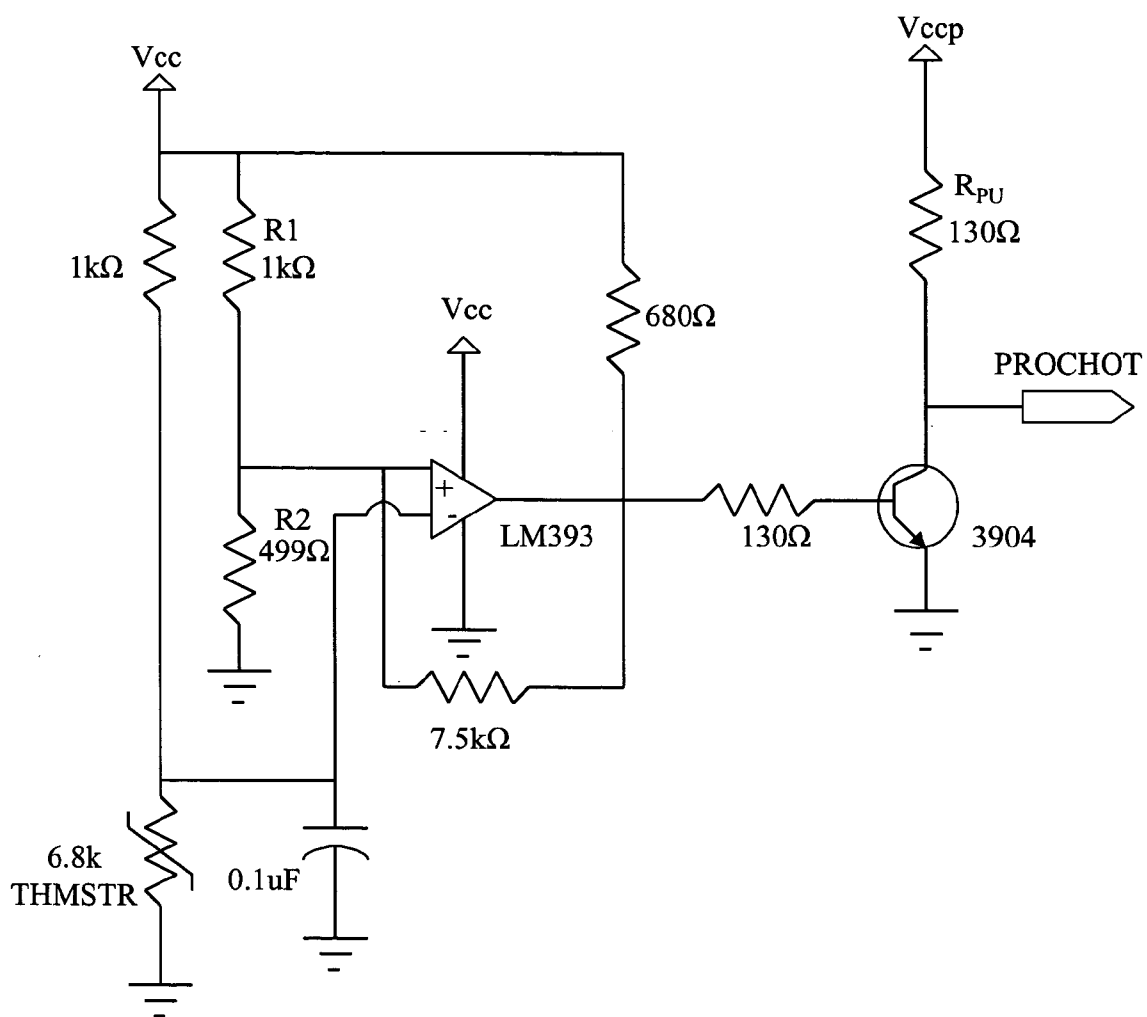 Vcc
Vccp
1kΩ
R1
1kΩ
Vcc
680Ω
R_PU
130Ω
PROCHOT
+
-
LM393
R2
499Ω
130Ω
3904
7.5kΩ
6.8k
THMSTR
0.1uF